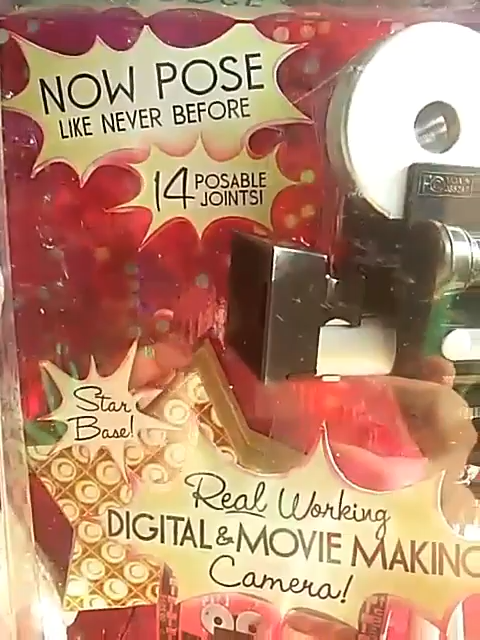 NOW POSE
LIKE NEVER BEFORE
14 POSABLE
JOINTS!
Star
Base!
Real Working
DIGITAL & MOVIE MAKING
Camera!